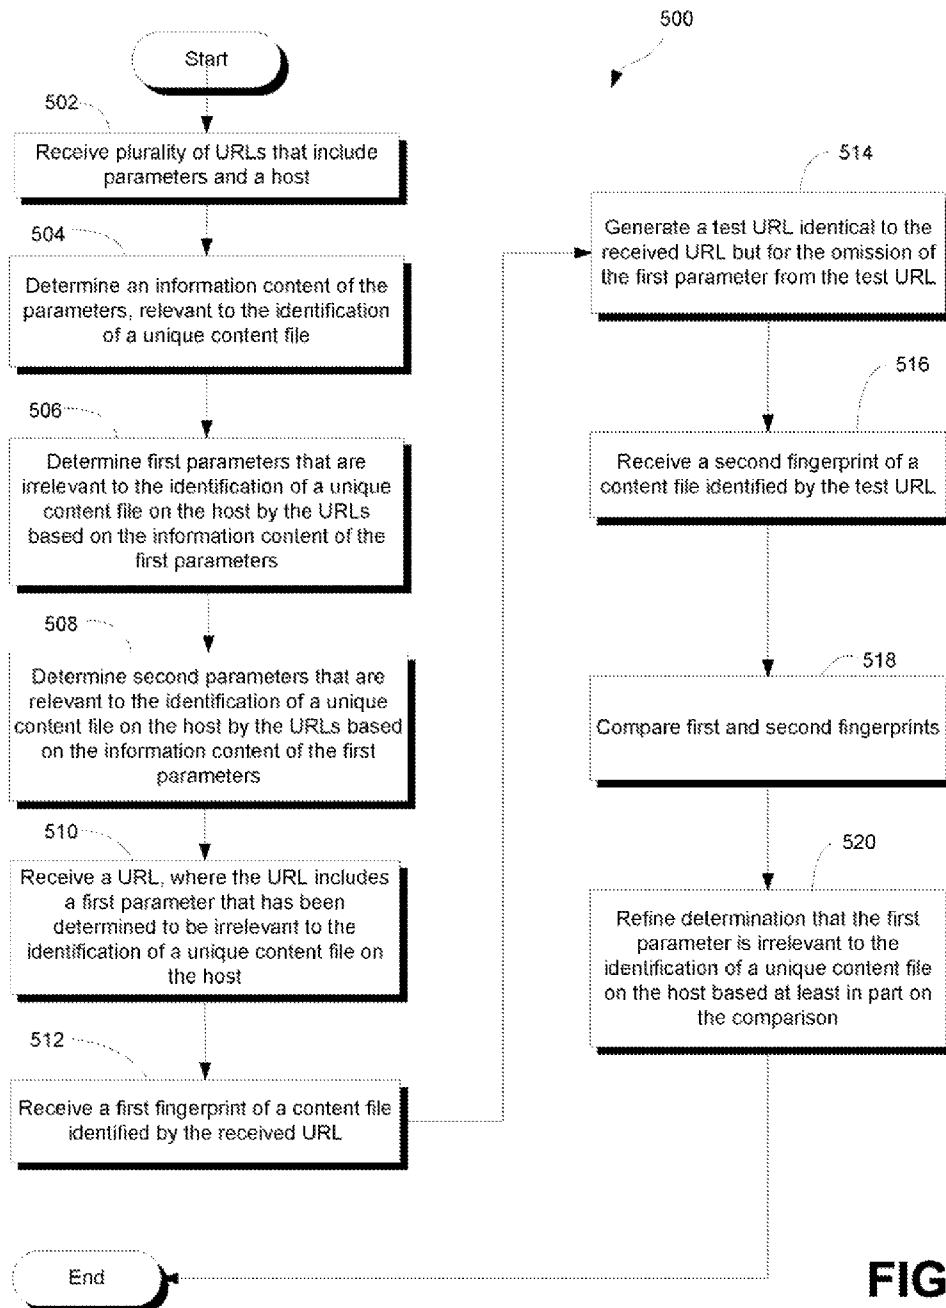 500
Start
502
Receive plurality of URLs that include
parameters and a host
504
Determine an information content of the
parameters, relevant to the identification
of a unique content file
506
Determine first parameters that are
irrelevant to the identification of a unique
content file on the host by the URLs
based on the information content of the
first parameters
508
Determine second parameters that are
relevant to the identification of a unique
content file on the host by the URLs based
on the information content of the first
parameters
510
Receive a URL, where the URL includes
a first parameter that has been
determined to be irrelevant to the
identification of a unique content file on
the host
512
Receive a first fingerprint of a content file
identified by the received URL
514
Generate a test URL identical to the
received URL but for the omission of
the first parameter from the test URL
516
Receive a second fingerprint of a
content file identified by the test URL
518
Compare first and second fingerprints
520
Refine determination that the first
parameter is irrelevant to the
identification of a unique content file
on the host based at least in part on
the comparison
End
FIG